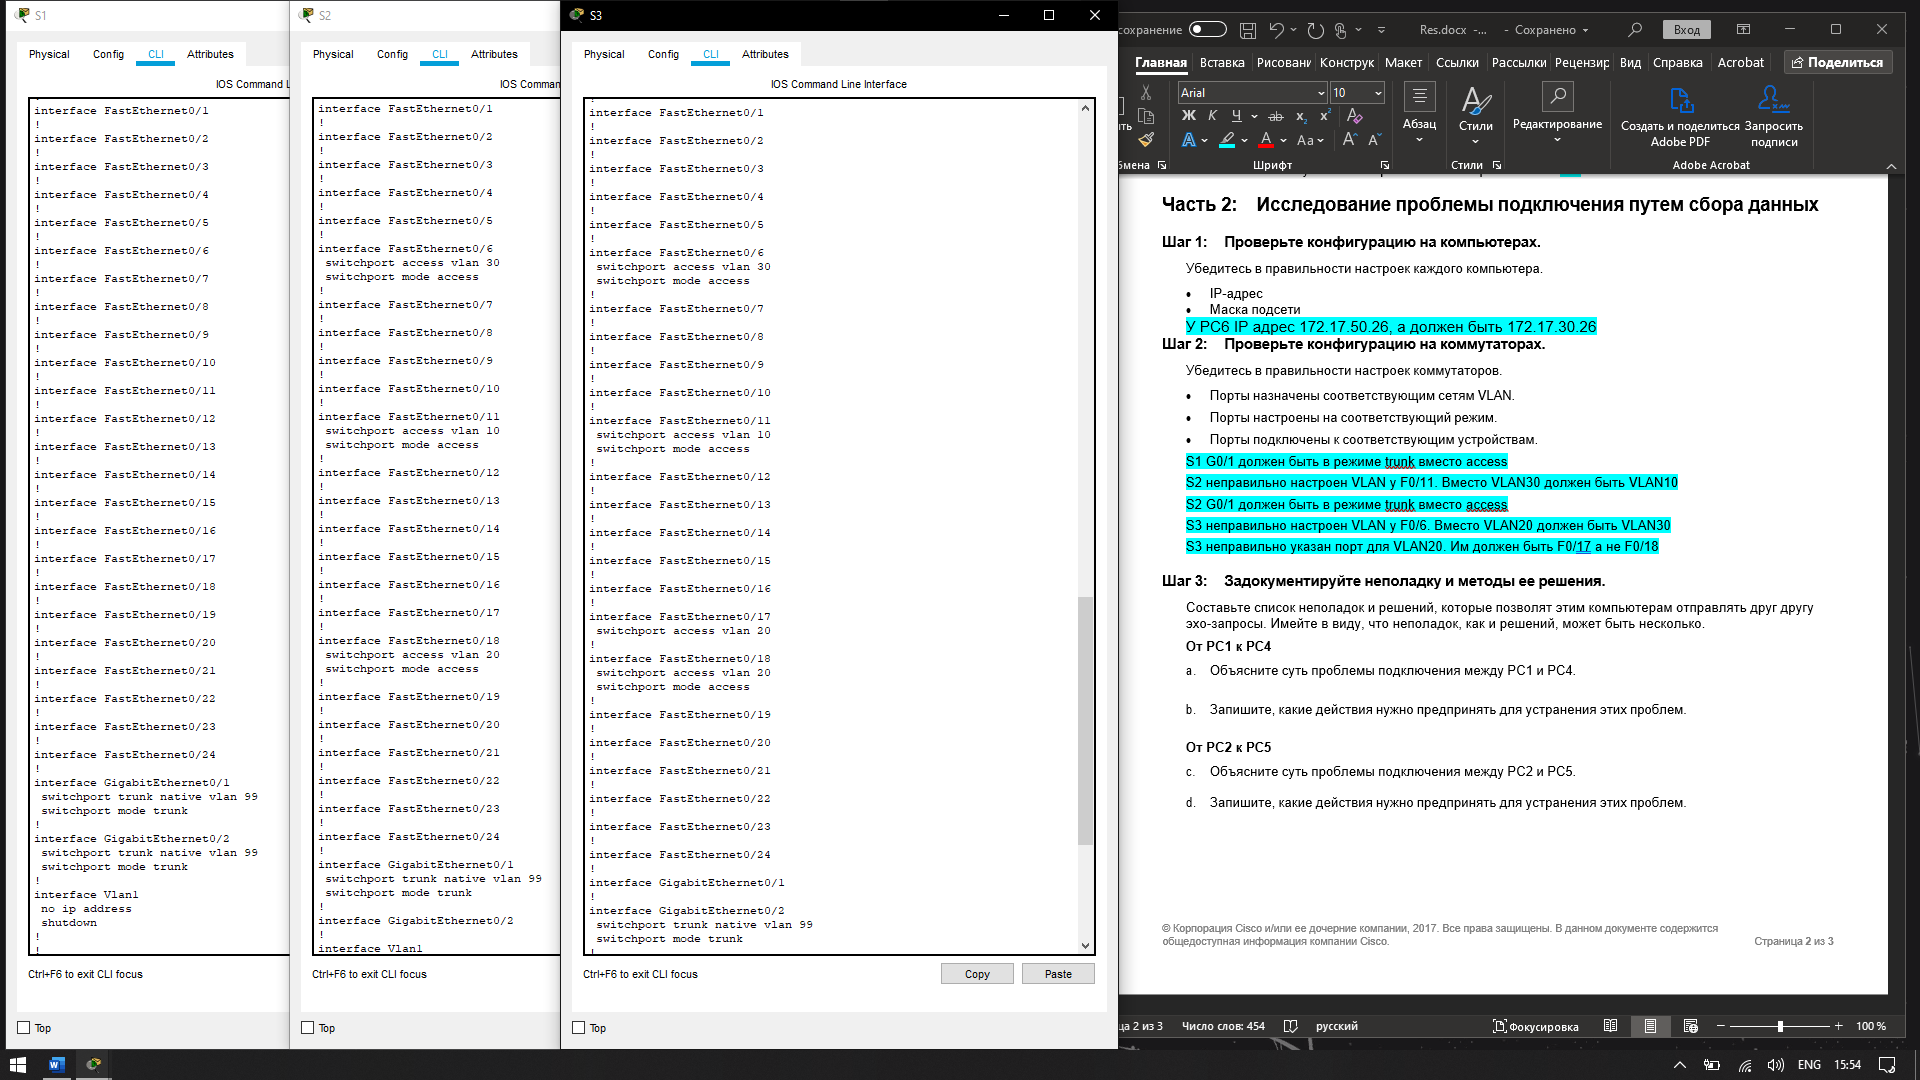 S1
Physical
Config
CLI
Attributes
IOS Command L
interface FastEthernet0/1
!
interface FastEthernet0/2
!
interface FastEthernet0/3
!
interface FastEthernet0/4
!
interface FastEthernet0/5
!
interface FastEthernet0/6
!
interface FastEthernet0/7
!
interface FastEthernet0/8
!
interface FastEthernet0/9
!
interface FastEthernet0/10
!
interface FastEthernet0/11
!
interface FastEthernet0/12
!
interface FastEthernet0/13
!
interface FastEthernet0/14
!
interface FastEthernet0/15
!
interface FastEthernet0/16
!
interface FastEthernet0/17
!
interface FastEthernet0/18
!
interface FastEthernet0/19
!
interface FastEthernet0/20
!
interface FastEthernet0/21
!
interface FastEthernet0/22
!
interface FastEthernet0/23
!
interface FastEthernet0/24
!
interface GigabitEthernet0/1
switchport trunk native vlan 99
switchport mode trunk
!
interface GigabitEthernet0/2
switchport trunk native vlan 99
switchport mode trunk
!
interface Vlan1
no ip address
shutdown
!
Ctrl+F6 to exit CLI focus
Top
S2
Physical
Config
CLI
Attributes
IOS Comman
interface FastEthernet0/1
!
interface FastEthernet0/2
!
interface FastEthernet0/3
!
interface FastEthernet0/4
!
interface FastEthernet0/5
!
interface FastEthernet0/6
switchport access vlan 30
switchport mode access
!
interface FastEthernet0/7
!
interface FastEthernet0/8
!
interface FastEthernet0/9
!
interface FastEthernet0/10
!
interface FastEthernet0/11
switchport access vlan 10
switchport mode access
!
interface FastEthernet0/12
!
interface FastEthernet0/13
!
interface FastEthernet0/14
!
interface FastEthernet0/15
!
interface FastEthernet0/16
!
interface FastEthernet0/17
!
interface FastEthernet0/18
switchport access vlan 20
switchport mode access
!
interface FastEthernet0/19
!
interface FastEthernet0/20
!
interface FastEthernet0/21
!
interface FastEthernet0/22
!
interface FastEthernet0/23
!
interface FastEthernet0/24
!
interface GigabitEthernet0/1
switchport trunk native vlan 99
switchport mode trunk
!
interface GigabitEthernet0/2
!
interface Vlan1
Ctrl+F6 to exit CLI focus
Top
S3
Physical
Config
CLI
Attributes
IOS Command Line Interface
interface FastEthernet0/1
!
interface FastEthernet0/2
!
interface FastEthernet0/3
!
interface FastEthernet0/4
!
interface FastEthernet0/5
!
interface FastEthernet0/6
switchport access vlan 30
switchport mode access
!
interface FastEthernet0/7
!
interface FastEthernet0/8
!
interface FastEthernet0/9
!
interface FastEthernet0/10
!
interface FastEthernet0/11
switchport access vlan 10
switchport mode access
!
interface FastEthernet0/12
!
interface FastEthernet0/13
!
interface FastEthernet0/14
!
interface FastEthernet0/15
!
interface FastEthernet0/16
!
interface FastEthernet0/17
switchport access vlan 20
!
interface FastEthernet0/18
switchport access vlan 20
switchport mode access
!
interface FastEthernet0/19
!
interface FastEthernet0/20
!
interface FastEthernet0/21
!
interface FastEthernet0/22
!
interface FastEthernet0/23
!
interface FastEthernet0/24
!
interface GigabitEthernet0/1
!
interface GigabitEthernet0/2
switchport trunk native vlan 99
switchport mode trunk
Ctrl+F6 to exit CLI focus
Copy
Paste
Top
сохранение
Res.docx -... - Сохранено
Вход
Главная Вставка Рисовани Конструк Макет Ссылки Рассылки Рецензир Вид Справка Acrobat
Поделиться
Arial
10
Ж К Ч ab x₂ x²
Aa
Абзац
Стили
Редактирование
Создать и поделиться Adobe PDF
Запросить подписи
бмена
Шрифт
Стили
Adobe Acrobat
Часть 2: Исследование проблемы подключения путем сбора данных
Шаг 1: Проверьте конфигурацию на компьютерах.
Убедитесь в правильности настроек каждого компьютера.
• IP-адрес
• Маска подсети
У PC6 IP адрес 172.17.50.26, а должен быть 172.17.30.26
Шаг 2: Проверьте конфигурацию на коммутаторах.
Убедитесь в правильности настроек коммутаторов.
• Порты назначены соответствующим сетям VLAN.
• Порты настроены на соответствующий режим.
• Порты подключены к соответствующим устройствам.
S1 G0/1 должен быть в режиме trunk вместо access
S2 неправильно настроен VLAN у F0/11. Вместо VLAN30 должен быть VLAN10
S2 G0/1 должен быть в режиме trunk вместо access
S3 неправильно настроен VLAN у F0/6. Вместо VLAN20 должен быть VLAN30
S3 неправильно указан порт для VLAN20. Им должен быть F0/17 а не F0/18
Шаг 3: Задокументируйте неполадку и методы ее решения.
Составьте список неполадок и решений, которые позволят этим компьютерам отправлять друг другу
эхо-запросы. Имейте в виду, что неполадок, как и решений, может быть несколько.
От PC1 к PC4
a. Объясните суть проблемы подключения между PC1 и PC4.
b. Запишите, какие действия нужно предпринять для устранения этих проблем.
От PC2 к PC5
c. Объясните суть проблемы подключения между PC2 и PC5.
d. Запишите, какие действия нужно предпринять для устранения этих проблем.
© Корпорация Cisco и/или ее дочерние компании, 2017. Все права защищены. В данном документе содержится
общедоступная информация компании Cisco.
Страница 2 из 3
ца 2 из 3
Число слов: 454
русский
Фокусировка
100 %
ENG
15:54